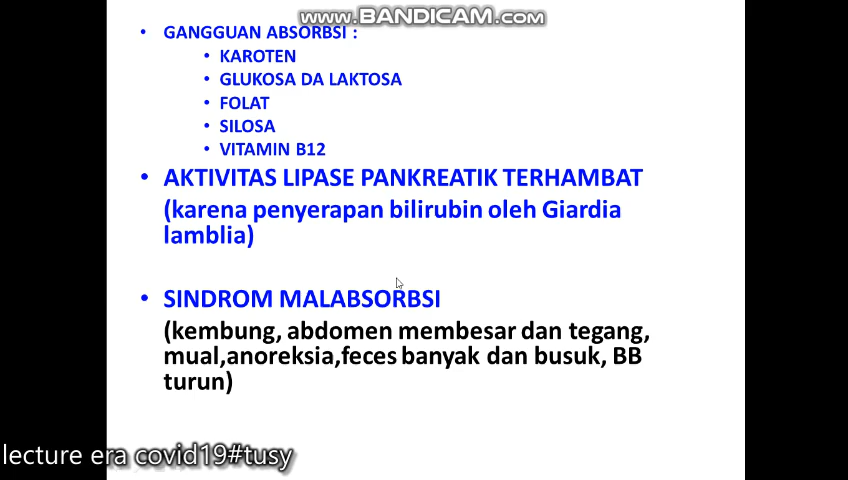 www.BANDICAM.com
• GANGGUAN ABSORBSI :
• KAROTEN
• GLUKOSA DA LAKTOSA
• FOLAT
• SILOSA
• VITAMIN B12
• AKTIVITAS LIPASE PANKREATIK TERHAMBAT
(karena penyerapan bilirubin oleh Giardia
lamblia)
• SINDROM MALABSORBSI
(kembung, abdomen membesar dan tegang,
mual,anoreksia,feces banyak dan busuk, BB
turun)
lecture era covid19#tusy